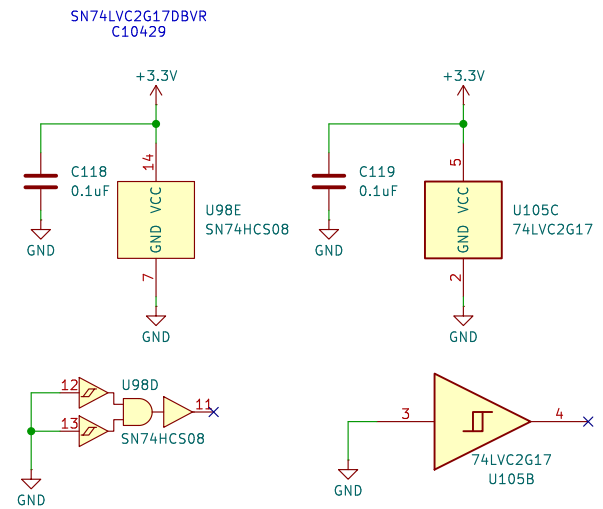 SN74LVC2G17DBVR
C10429
+3.3V
+3.3V
14
5
C118
0.1uF
C119
0.1uF
VCC
GND
U98E
SN74HCS08
VCC
GND
U105C
74LVC2G17
GND
GND
7
2
GND
GND
12
U98D
11
13
SN74HCS08
3
4
74LVC2G17
U105B
GND
GND